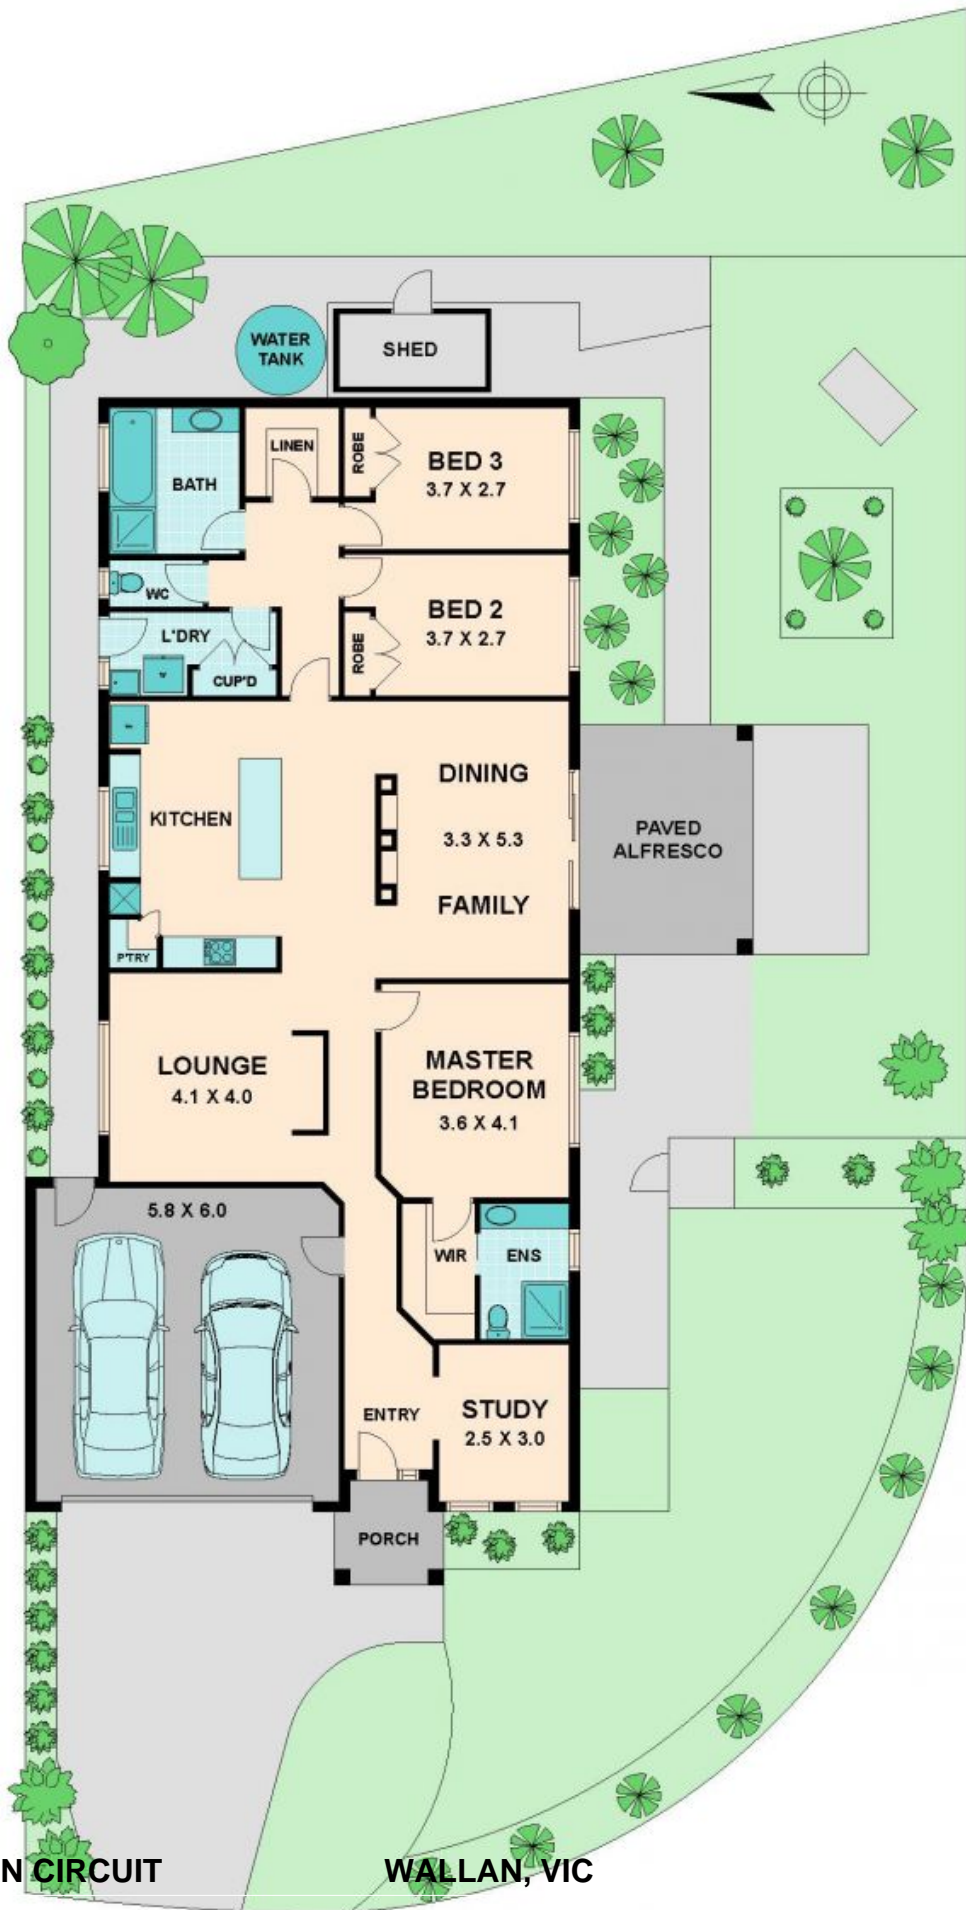 WATER
TANK
SHED
LINEN
ROBE
BED 3
3.7 X 2.7
BATH
WC
BED 2
3.7 X 2.7
L'DRY
ROBE
CUP'D
DINING
KITCHEN
3.3 X 5.3
PAVED
ALFRESCO
FAMILY
P'TRY
LOUNGE
4.1 X 4.0
MASTER
BEDROOM
3.6 X 4.1
5.8 X 6.0
WIR
ENS
ENTRY
STUDY
2.5 X 3.0
PORCH
N CIRCUIT
WALLAN, VIC